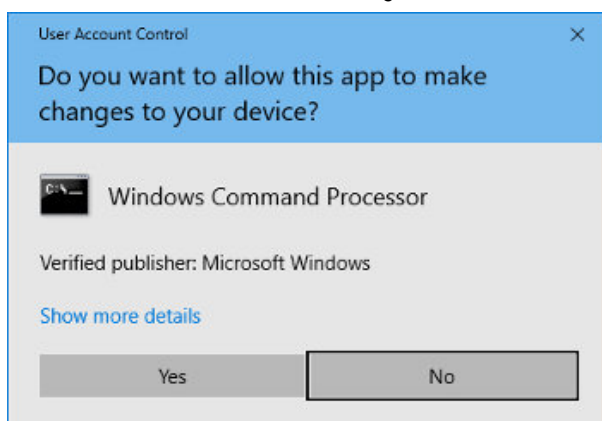 User Account Control
Do you want to allow this app to make
changes to your device?
C:\_
Windows Command Processor
Verified publisher: Microsoft Windows
Show more details
Yes
No